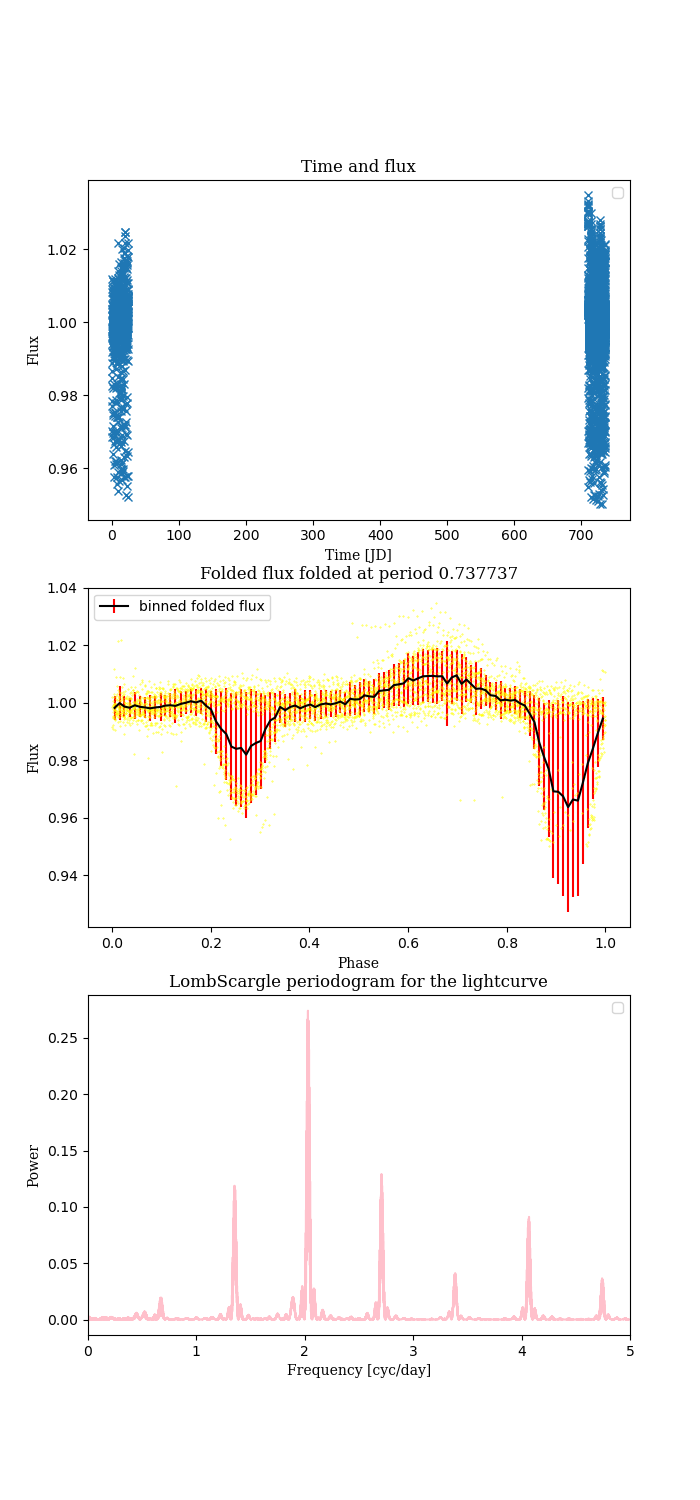 Time and flux
Flux
1.02
1.00
0.98
0.96
0 100 200 300 400 500 600 700
Time [JD]
Folded flux folded at period 0.737737
binned folded flux
Flux
1.04
1.02
1.00
0.98
0.96
0.94
0.0 0.2 0.4 0.6 0.8 1.0
Phase
LombScargle periodogram for the lightcurve
Power
0.25
0.20
0.15
0.10
0.05
0.00
0 1 2 3 4 5
Frequency [cyc/day]